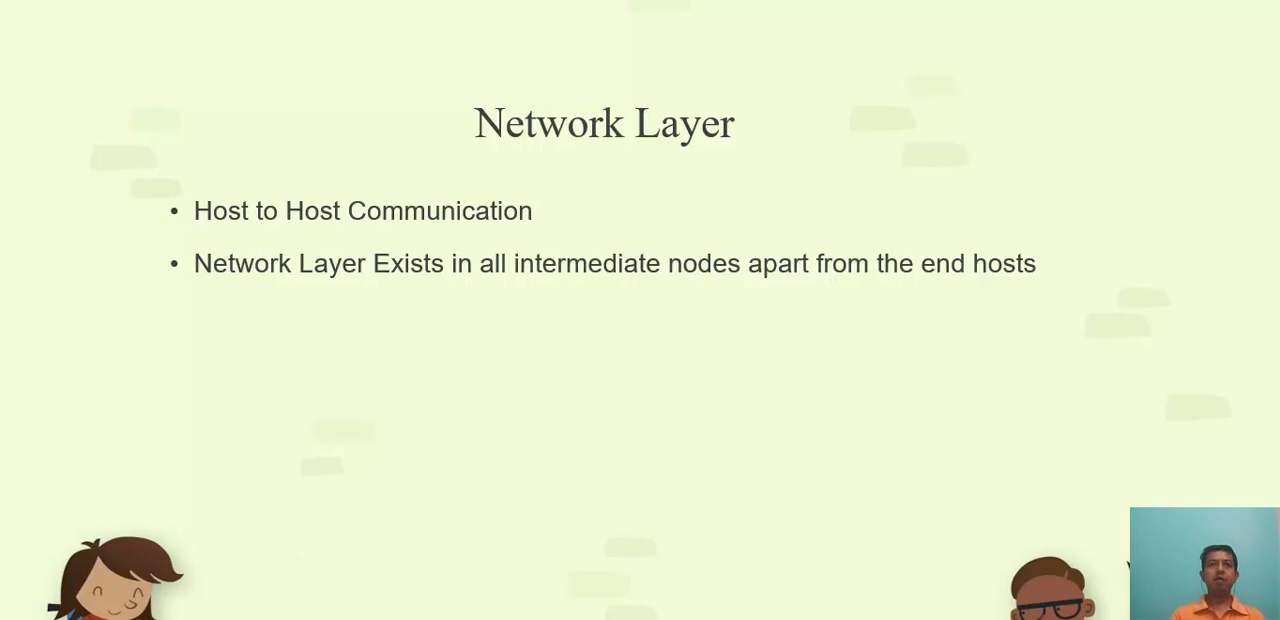 Network Layer
• Host to Host Communication
• Network Layer Exists in all intermediate nodes apart from the end hosts